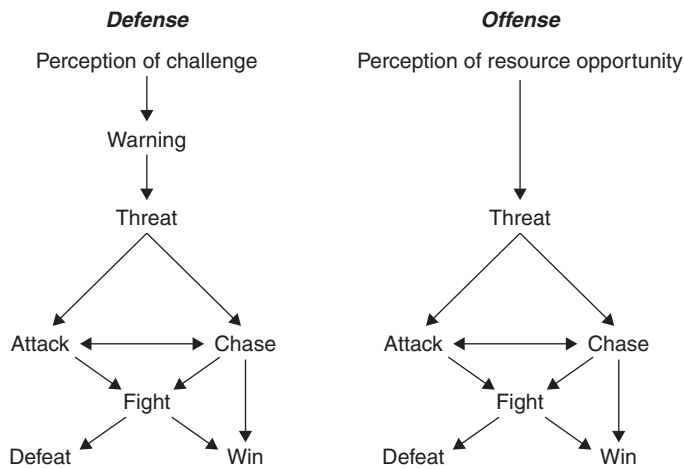 Defense
Perception of challenge
Warning
Threat
Attack
Chase
Fight
Defeat
Win
Offense
Perception of resource opportunity
Threat
Attack
Chase
Fight
Defeat
Win